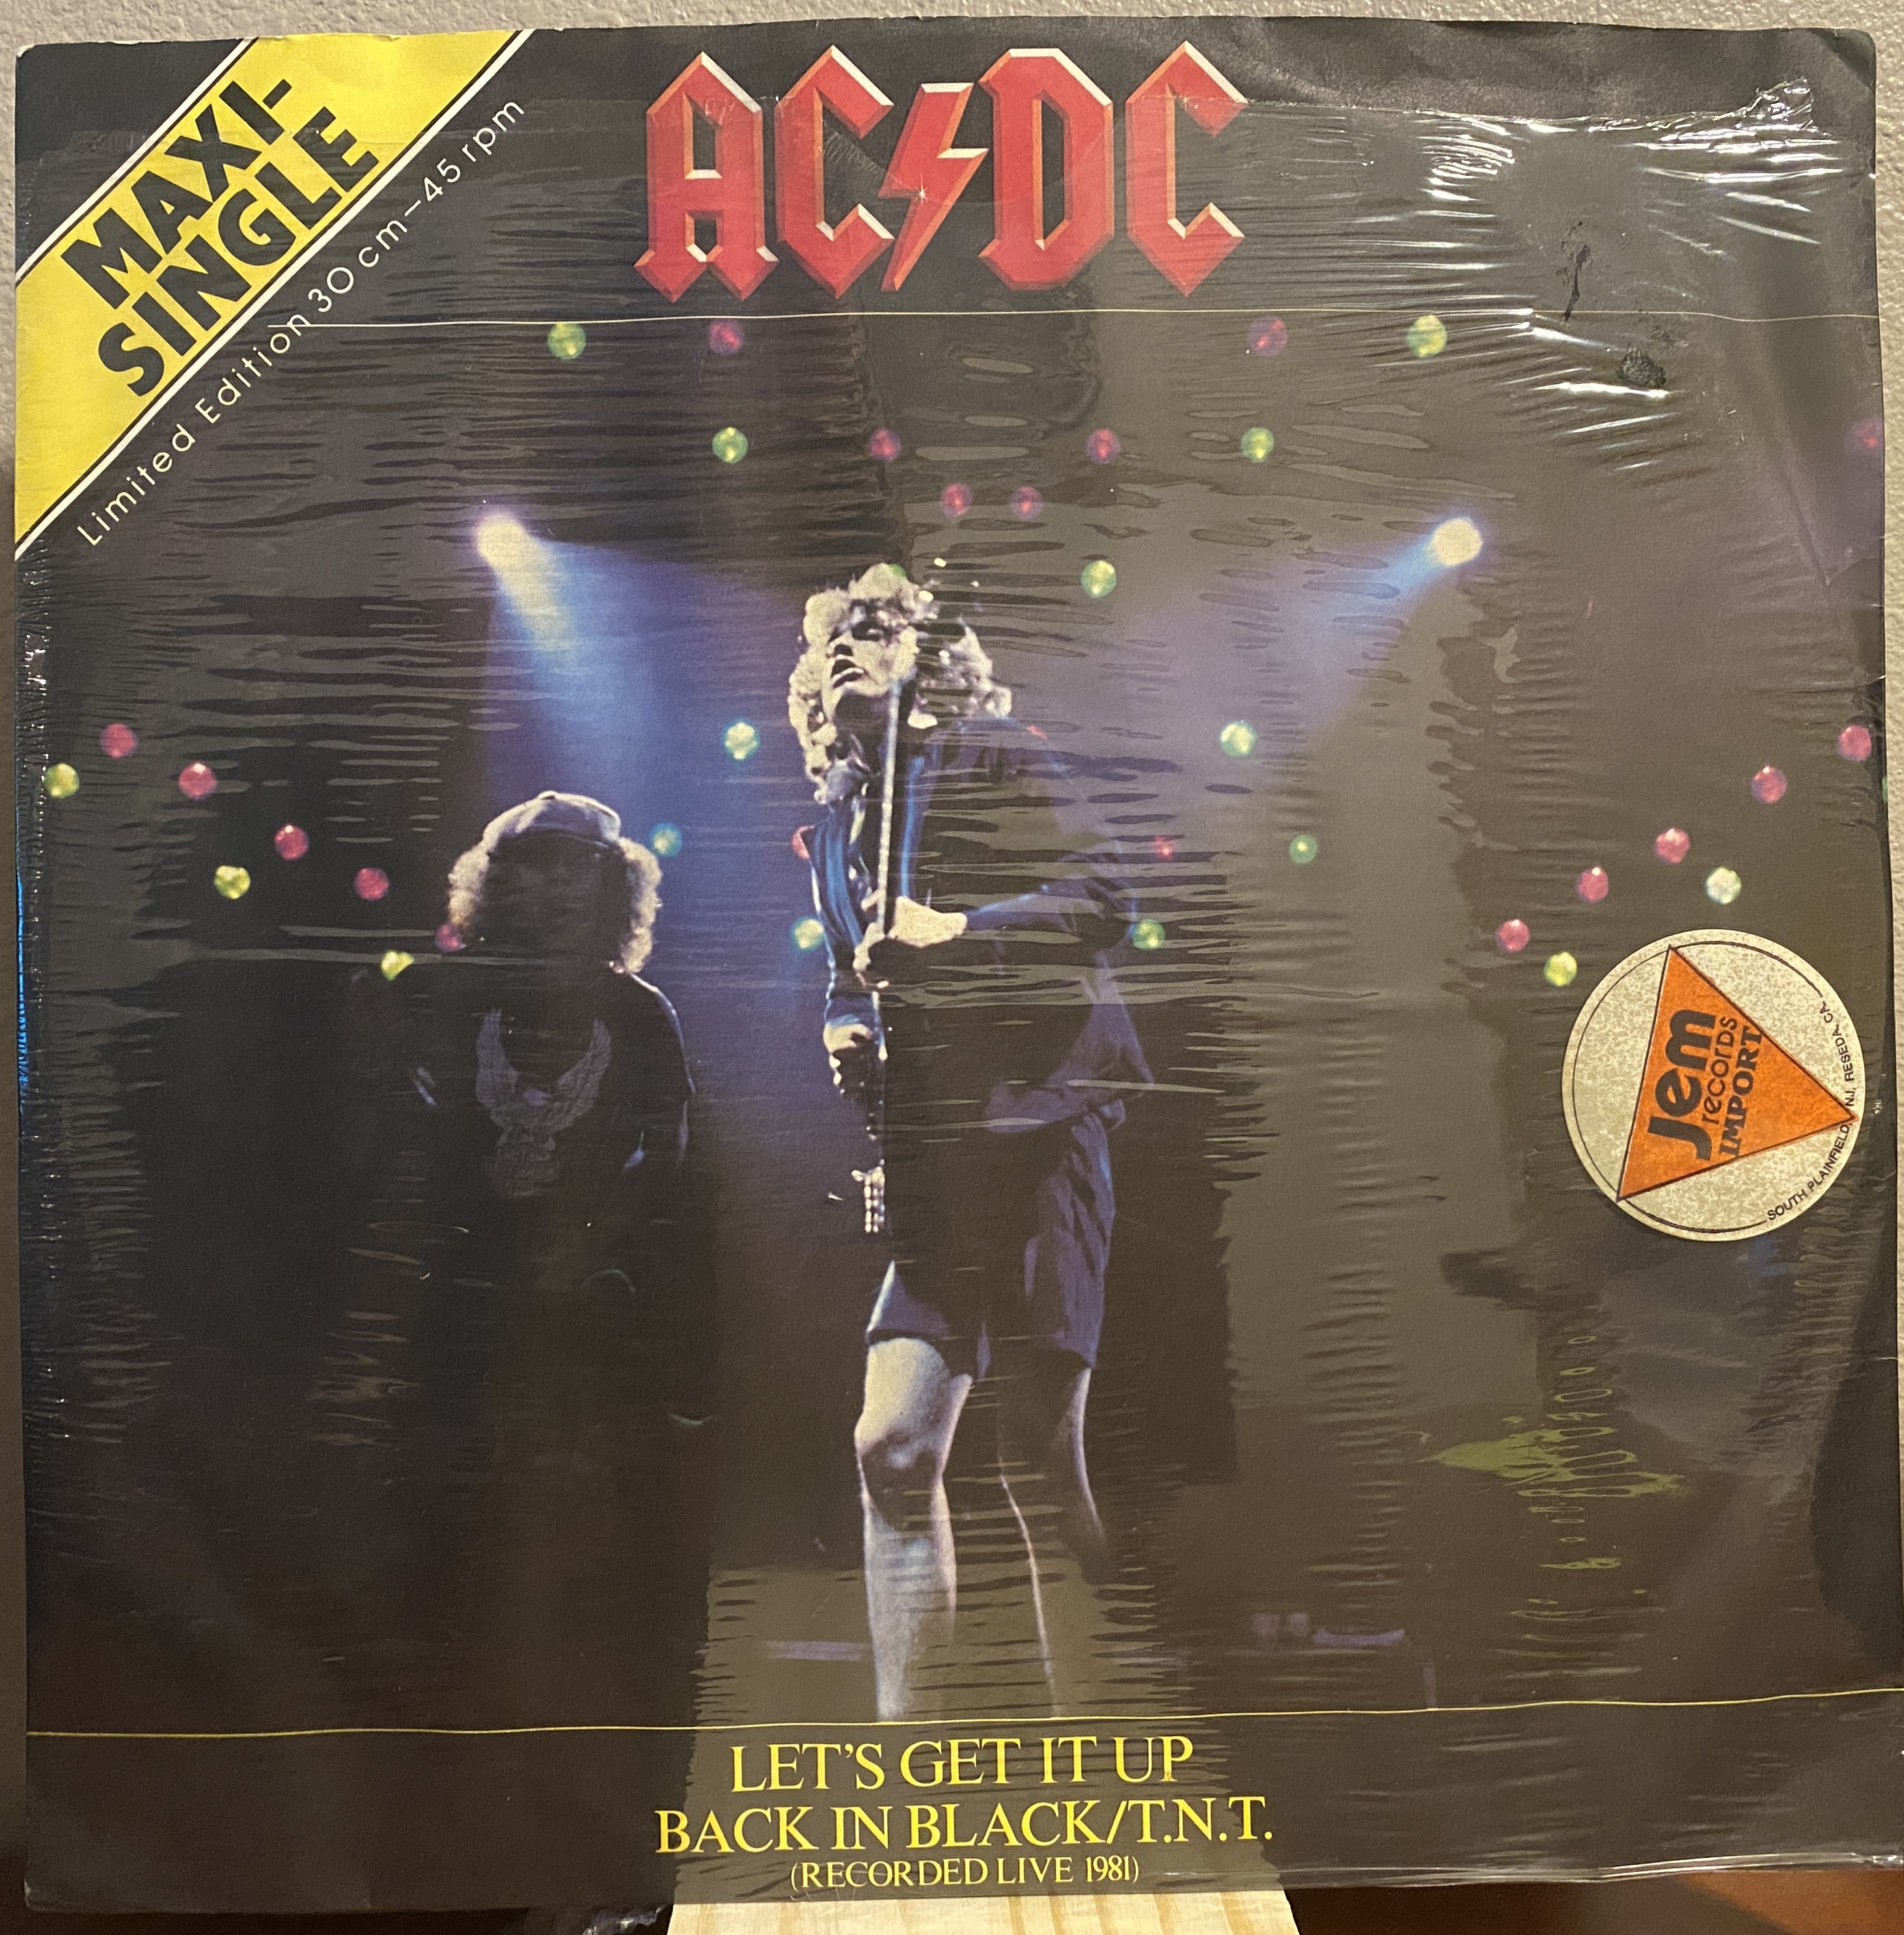 MAXI-
SINGLE
Limited Edition 30 cm – 45 rpm
AC⚡DC
Jem
records
IMPORT
SOUTH PLAINFIELD, NJ, RESEDA, CA.
LET'S GET IT UP
BACK IN BLACK/T.N.T.
(RECORDED LIVE 1981)